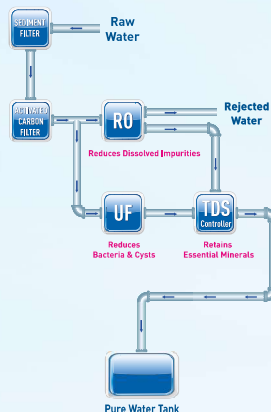 SEDIMENT
FILTER
Raw
Water
ACTIVATED
CARBON
FILTER
RO
Rejected
Water
Reduces Dissolved Impurities
UF
TDS
Controller
Reduces
Bacteria & Cysts
Retains
Essential Minerals
Pure Water Tank